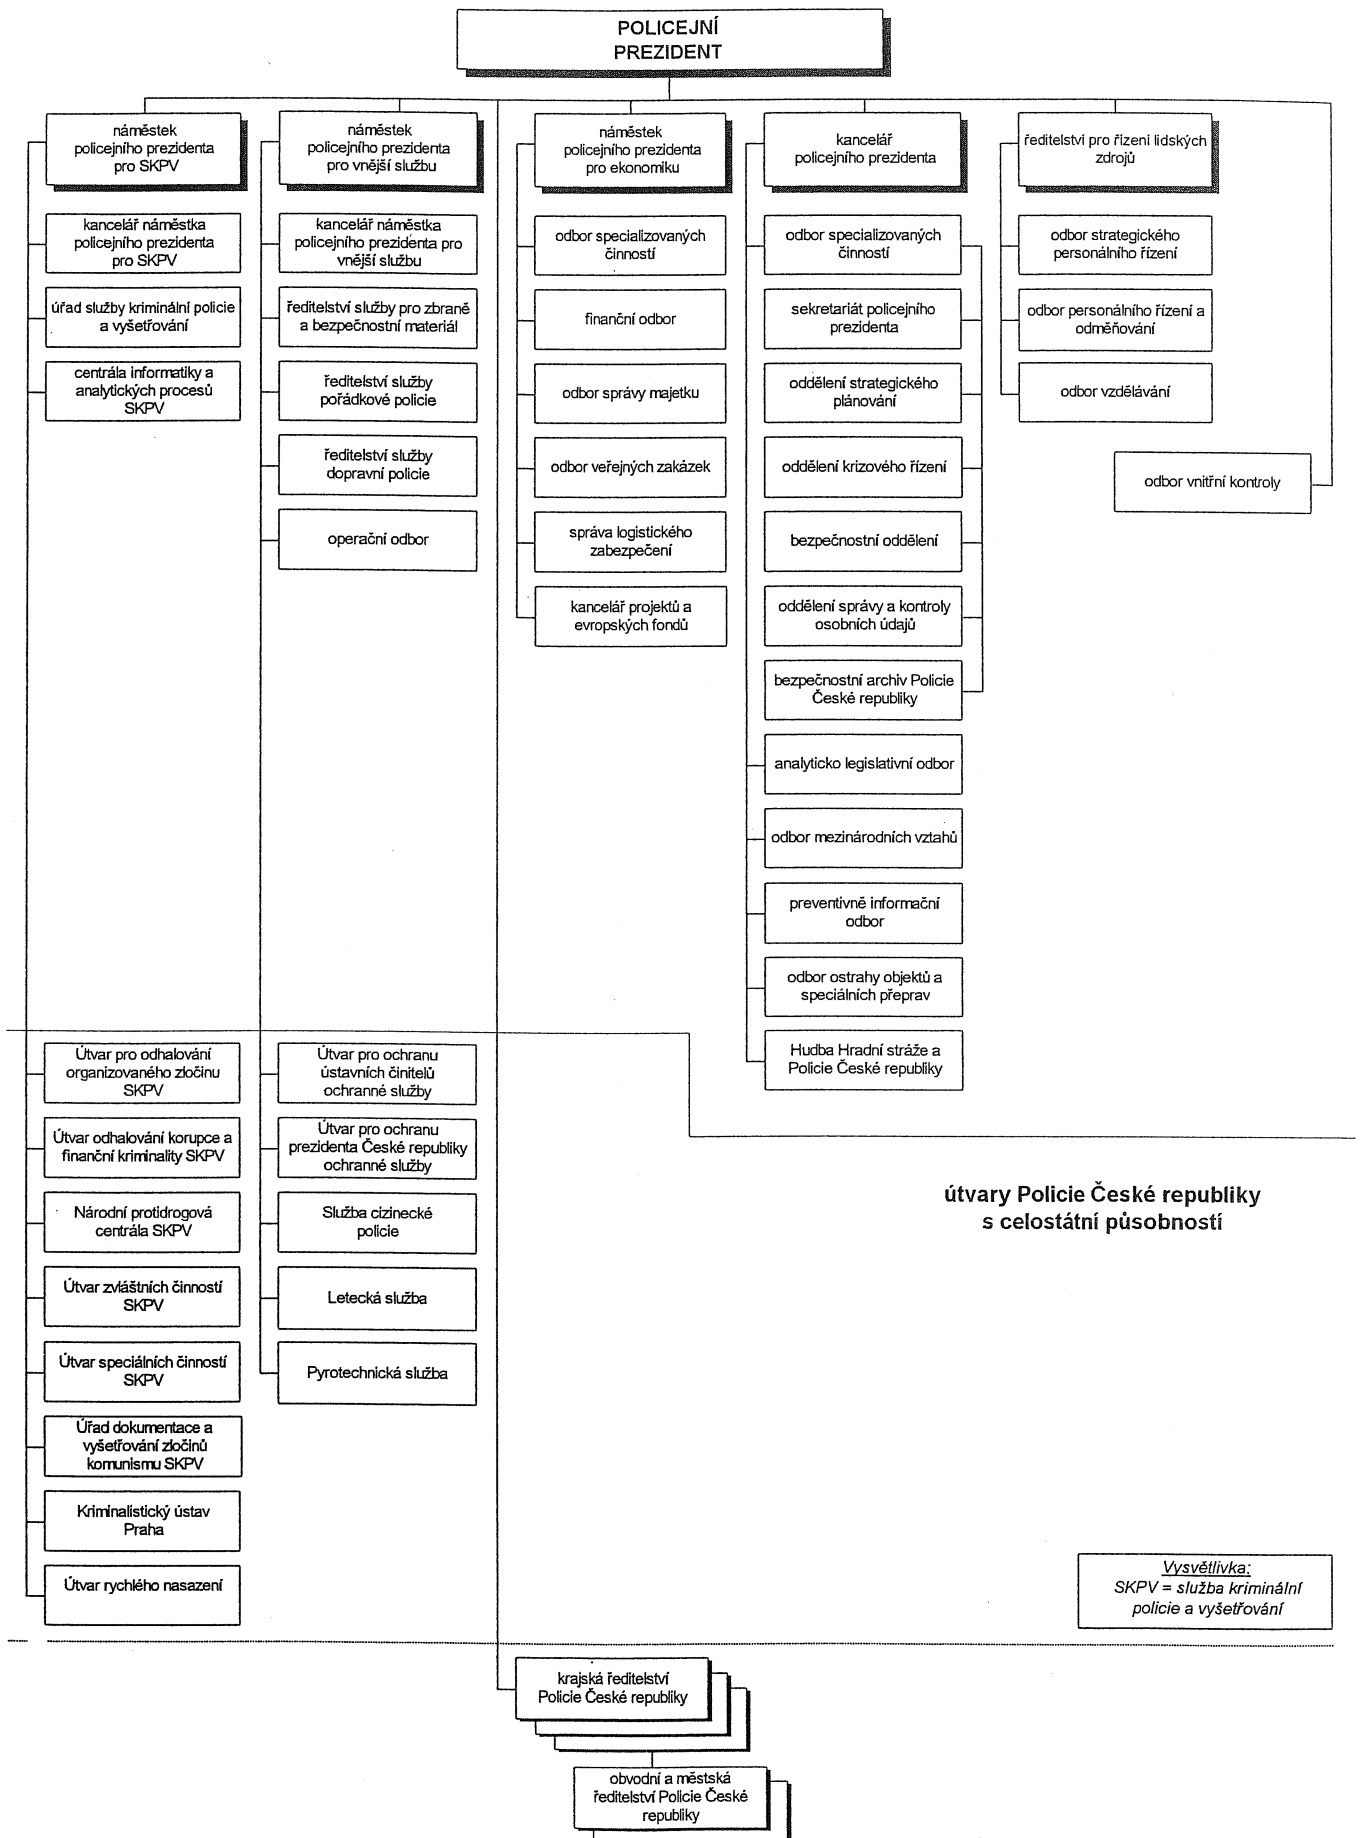 POLICEJNÍ
PREZIDENT
náměstek
policejního prezidenta
pro SKPV
kancelář náměstka
policejního prezidenta
pro SKPV
úřad služby kriminální policie
a vyšetřování
centrála informatiky a
analytických procesů
SKPV
náměstek
policejního prezidenta
pro vnější službu
kancelář náměstka
policejního prezidenta pro
vnější službu
ředitelství služby pro zbraně
a bezpečnostní materiál
ředitelství služby
pořádkové policie
ředitelství služby
dopravní policie
operační odbor
náměstek
policejního prezidenta
pro ekonomiku
odbor specializovaných
činností
finanční odbor
odbor správy majetku
odbor veřejných zakázek
správa logistického
zabezpečení
kancelář projektů a
evropských fondů
kancelář
policejního prezidenta
odbor specializovaných
činností
sekretariát policejního
prezidenta
oddělení strategického
plánování
oddělení krizového řízení
bezpečnostní oddělení
oddělení správy a kontroly
osobních údajů
bezpečnostní archiv Policie
České republiky
analyticko legislativní odbor
odbor mezinárodních vztahů
preventivně informační
odbor
odbor ostrahy objektů a
speciálních přeprav
Hudba Hradní stráže a
Policie České republiky
ředitelství pro řízení lidských
zdrojů
odbor strategického
personálního řízení
odbor personálního řízení a
odměňování
odbor vzdělávání
odbor vnitřní kontroly
Útvar pro odhalování
organizovaného zločinu
SKPV
Útvar odhalování korupce a
finanční kriminality SKPV
Národní protidrogová
centrála SKPV
Útvar zvláštních činností
SKPV
Útvar speciálních činností
SKPV
Úřad dokumentace a
vyšetřování zločinů
komunismu SKPV
Kriminalistický ústav
Praha
Útvar rychlého nasazení
Útvar pro ochranu
ústavních činitelů
ochranné služby
Útvar pro ochranu
prezidenta České republiky
ochranné služby
Služba cizinecké
policie
Letecká služba
Pyrotechnická služba
útvary Policie České republiky
s celostátní působností
Vysvětlivka:
SKPV = služba kriminální
policie a vyšetřování
krajská ředitelství
Policie České republiky
obvodní a městská
ředitelství Policie České
republiky